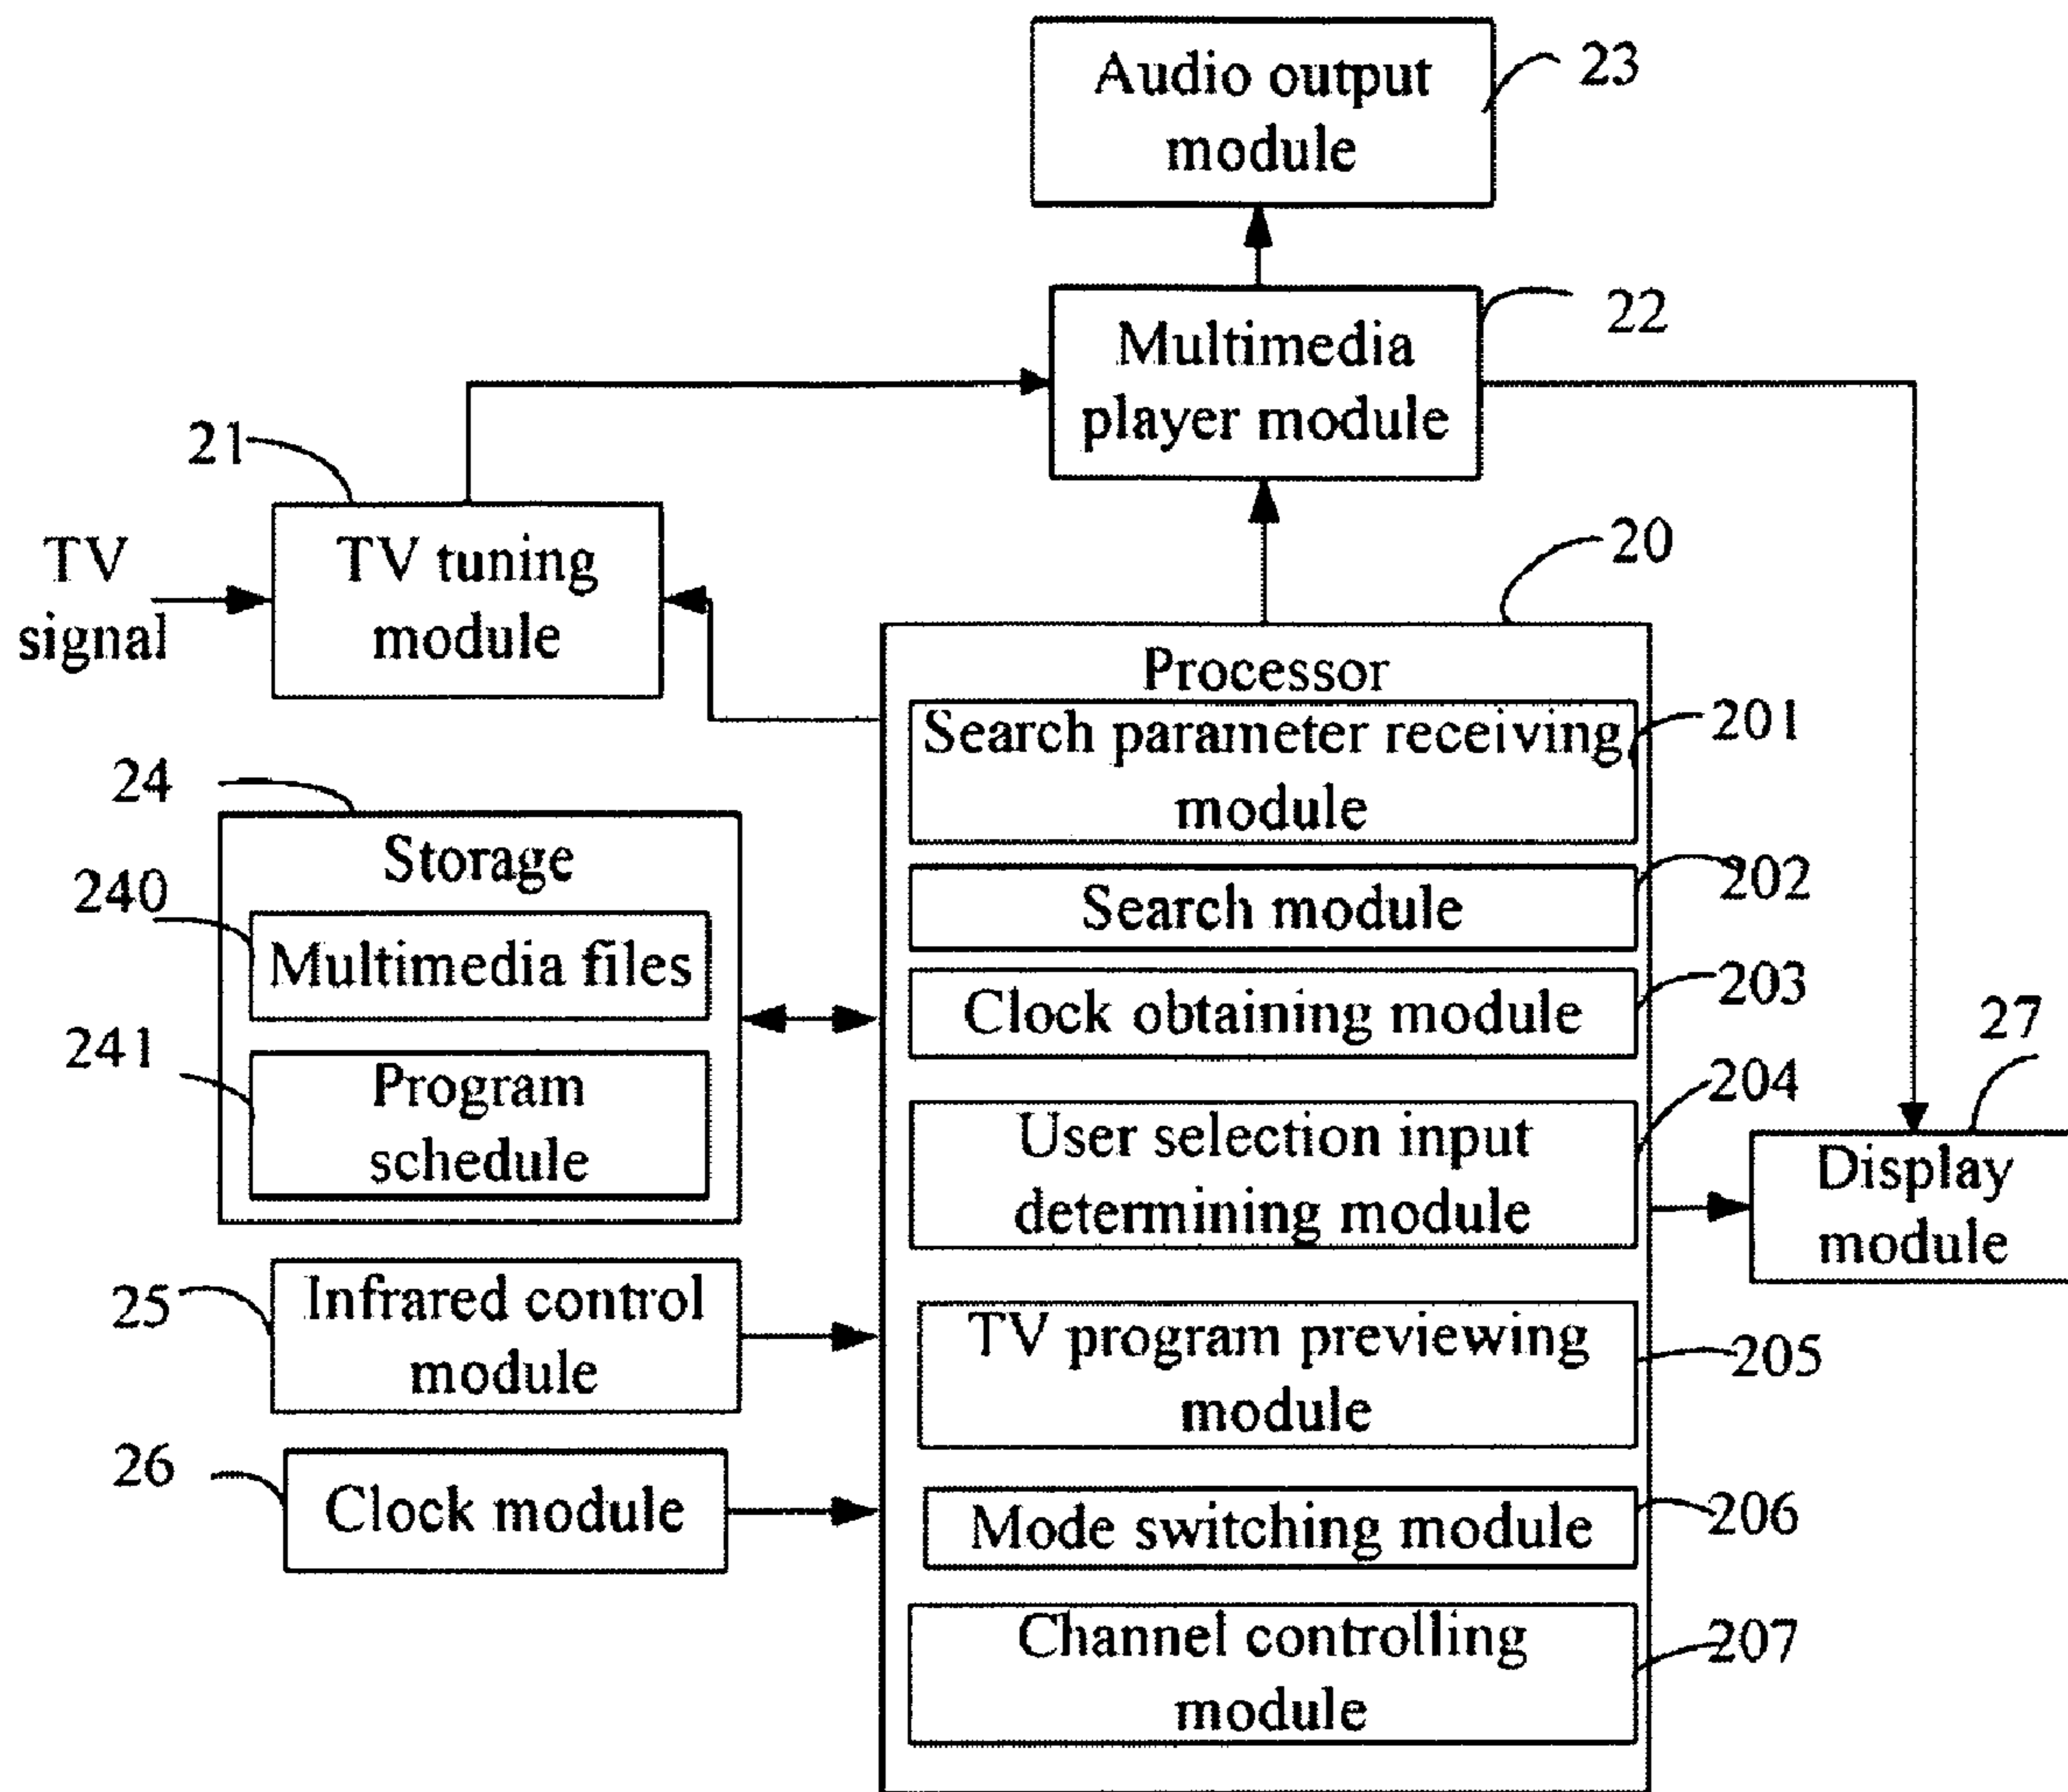 Audio output
module
23
Multimedia
player module
22
21
TV
signal
TV tuning
module
20
Processor
Search parameter receiving
module
201
24
Storage
240
Multimedia files
241
Program
schedule
Search module
202
Clock obtaining module
203
User selection input
determining module
204
27
Display
module
25
Infrared control
module
TV program previewing
module
205
26
Clock module
Mode switching module
206
Channel controlling
module
207